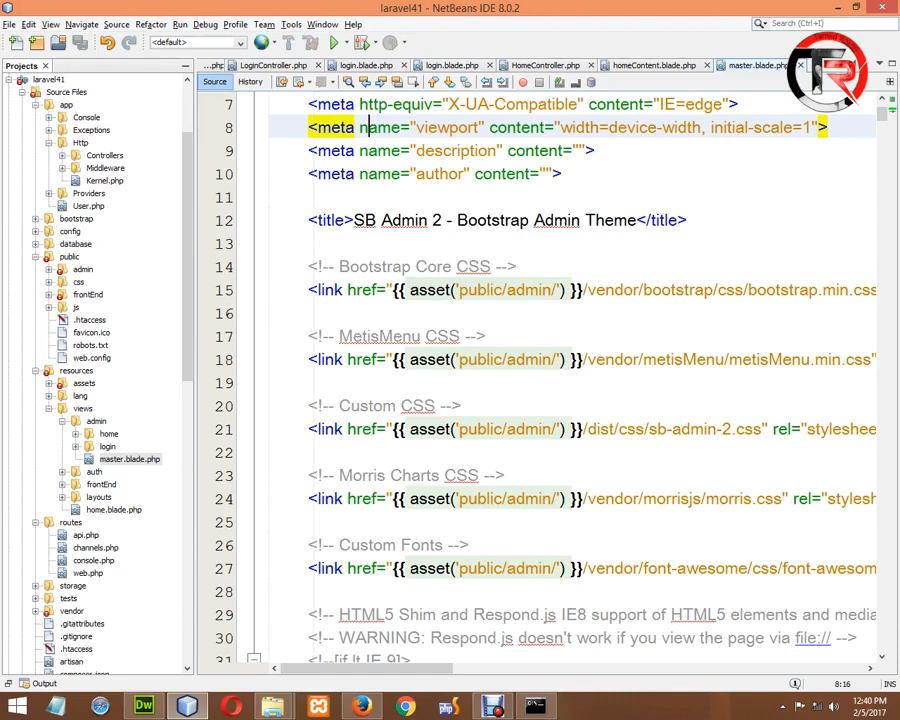 laravel41 - NetBeans IDE 8.0.2
File Edit View Navigate Source Refactor Run Debug Profile Team Tools Window Help
Search (Ctrl+I)
<default>
Projects
...php LoginController.php login.blade.php login.blade.php HomeController.php homeContent.blade.php master.blade.php
Source History
laravel41
Source Files
app
Console
Exceptions
Http
Controllers
Middleware
Kernel.php
Providers
User.php
bootstrap
config
database
public
admin
css
frontEnd
js
.htaccess
favicon.ico
robots.txt
web.config
resources
assets
lang
views
admin
home
login
master.blade.php
auth
frontEnd
layouts
home.blade.php
routes
api.php
channels.php
console.php
web.php
storage
tests
vendor
.gitattributes
.gitignore
.htaccess
artisan
7 <meta http-equiv="X-UA-Compatible" content="IE=edge">
8 <meta name="viewport" content="width=device-width, initial-scale=1">
9 <meta name="description" content="">
10 <meta name="author" content="">
11
12 <title>SB Admin 2 - Bootstrap Admin Theme</title>
13
14 <!-- Bootstrap Core CSS -->
15 <link href="{{ asset('public/admin/') }}/vendor/bootstrap/css/bootstrap.min.css
16
17 <!-- MetisMenu CSS -->
18 <link href="{{ asset('public/admin/') }}/vendor/metisMenu/metisMenu.min.css"
19
20 <!-- Custom CSS -->
21 <link href="{{ asset('public/admin/') }}/dist/css/sb-admin-2.css" rel="styleshee
22
23 <!-- Morris Charts CSS -->
24 <link href="{{ asset('public/admin/') }}/vendor/morrisjs/morris.css" rel="stylesh
25
26 <!-- Custom Fonts -->
27 <link href="{{ asset('public/admin/') }}/vendor/font-awesome/css/font-awesom
28
29 <!-- HTML5 Shim and Respond.js IE8 support of HTML5 elements and media
30 <!-- WARNING: Respond.js doesn't work if you view the page via file:// -->
31 <!--[if lt IE 9]>
Output
8:16 INS
Dw
php
12:40 PM
2/5/2017